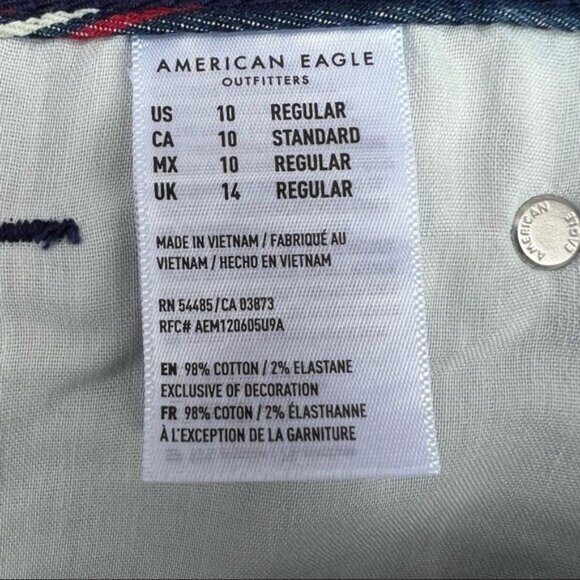 AMERICAN EAGLE
OUTFITTERS
US 10 REGULAR
CA 10 STANDARD
MX 10 REGULAR
UK 14 REGULAR
MADE IN VIETNAM / FABRIQUÉ AU
VIETNAM / HECHO EN VIETNAM
RN 54485/CA 03873
RFC# AEM120605U9A
EN 98% COTTON / 2% ELASTANE
EXCLUSIVE OF DECORATION
FR 98% COTON / 2% ÉLASTHANNE
À L'EXCEPTION DE LA GARNITURE
AMERICAN EAGLE